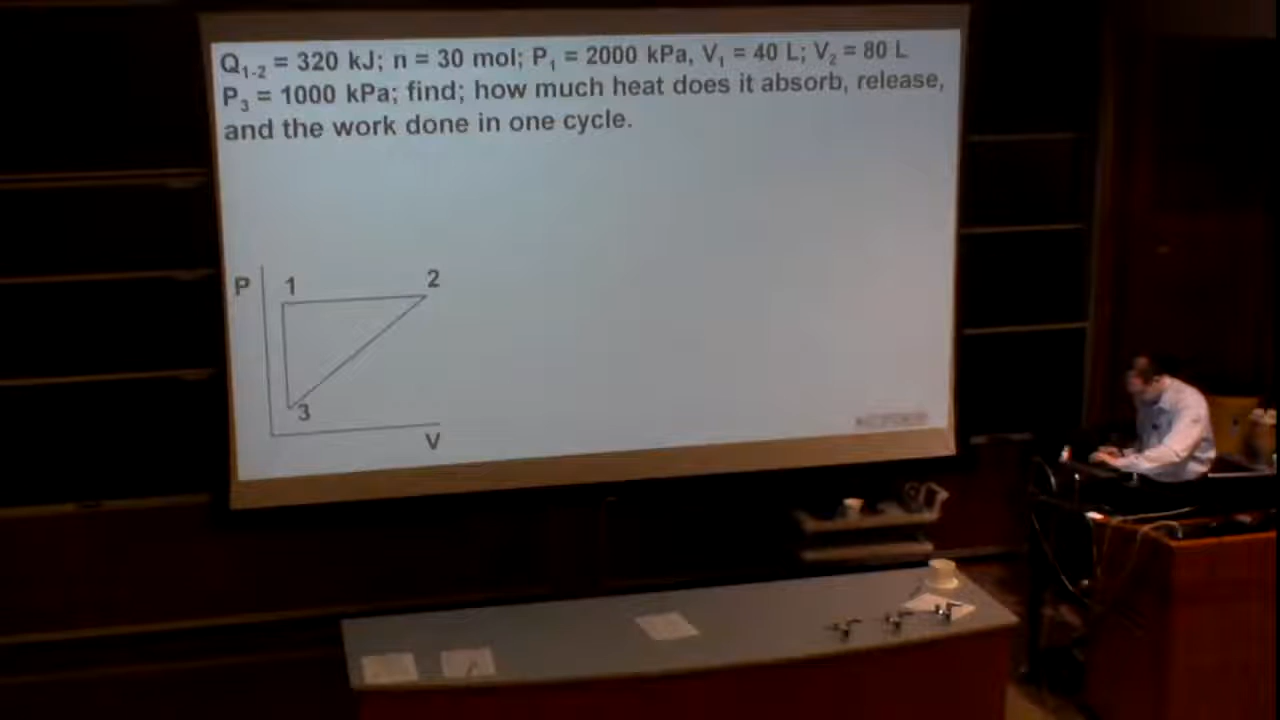 Q₁₋₂ = 320 kJ; n = 30 mol; P₁ = 2000 kPa, V₁ = 40 L; V₂ = 80 L
P₃ = 1000 kPa; find; how much heat does it absorb, release,
and the work done in one cycle.
P 1 2
3
V